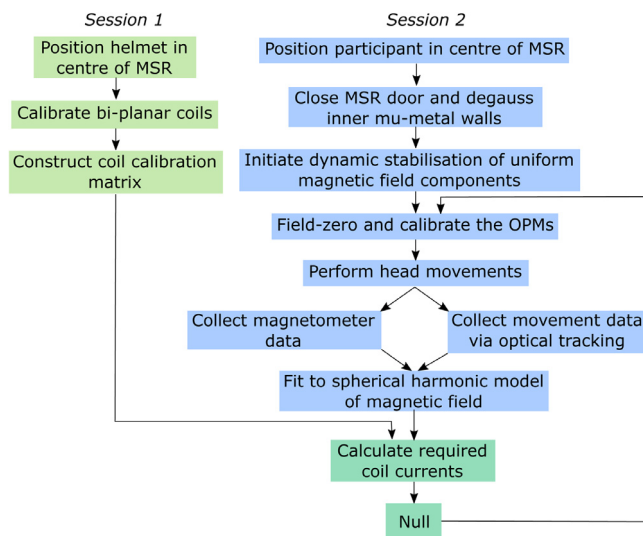 Session 1
Position helmet in
centre of MSR
Calibrate bi-planar coils
Construct coil calibration
matrix
Session 2
Position participant in centre of MSR
Close MSR door and degauss
inner mu-metal walls
Initiate dynamic stabilisation of uniform
magnetic field components
Field-zero and calibrate the OPMs
Perform head movements
Collect magnetometer
data
Collect movement data
via optical tracking
Fit to spherical harmonic model
of magnetic field
Calculate required
coil currents
Null